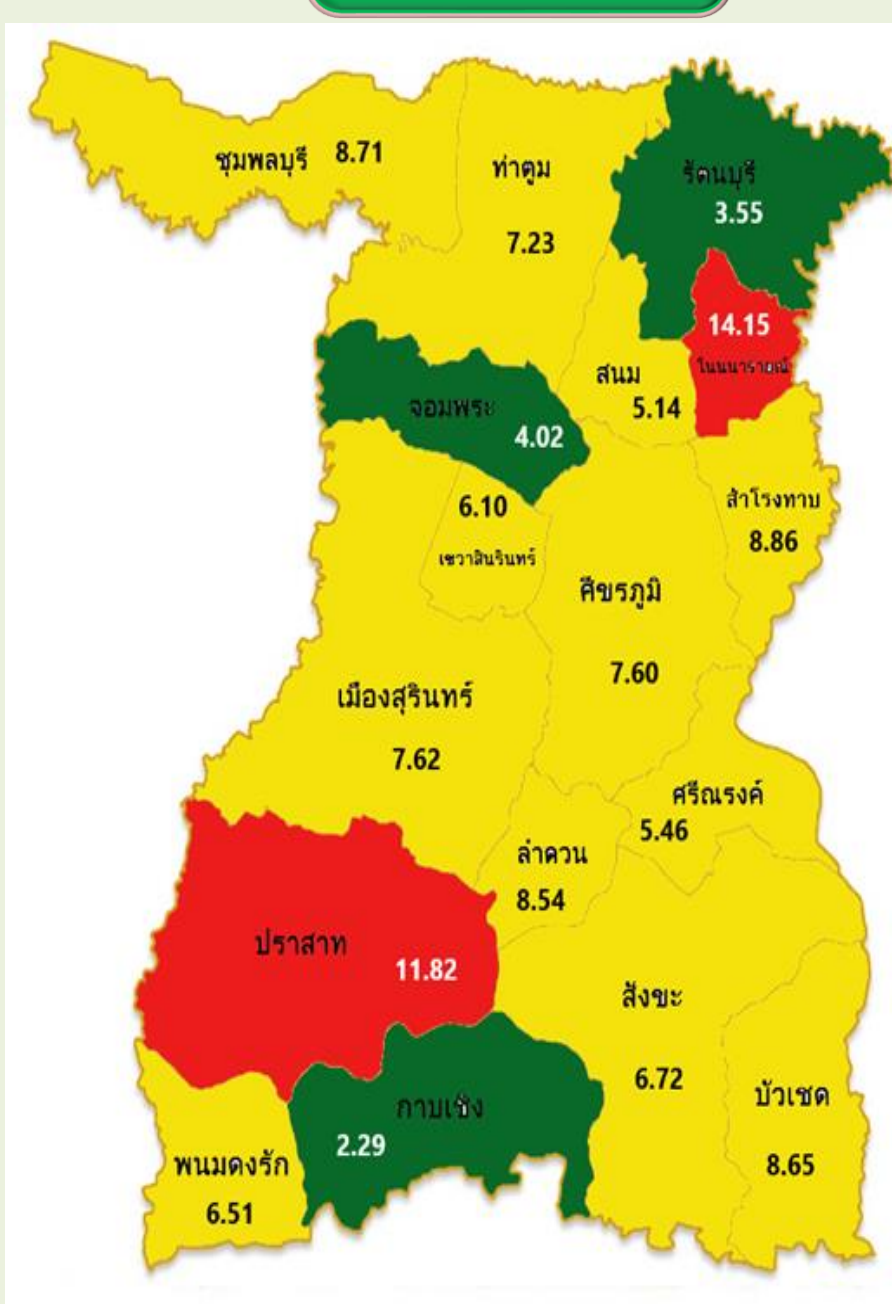 ชุมพลบุรี 8.71
ท่าตูม
7.23
รัตนบุรี
3.55
14.15
โนนนารายณ์
สนม
5.14
จอมพระ
4.02
6.10
เขวาสินรินทร์
สำโรงทาบ
8.86
ศีขรภูมิ
7.60
เมืองสุรินทร์
7.62
ศรีณรงค์
5.46
ลำดวน
8.54
ปราสาท
11.82
สังขะ
6.72
บัวเชด
8.65
กาบเชิง
2.29
พนมดงรัก
6.51